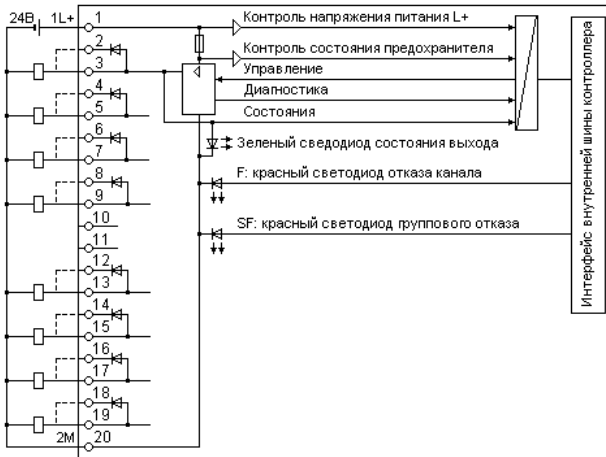 24В
1L+
1
Контроль напряжения питания L+
2
Контроль состояния предохранителя
3
Управление
4
Диагностика
5
Состояния
6
Зеленый сведодиод состояния выхода
7
8
F: красный светодиод отказа канала
9
10
SF: красный светодиод группового отказа
11
12
13
14
15
16
17
18
19
2М
20
Интерфейс внутренней шины контроллера